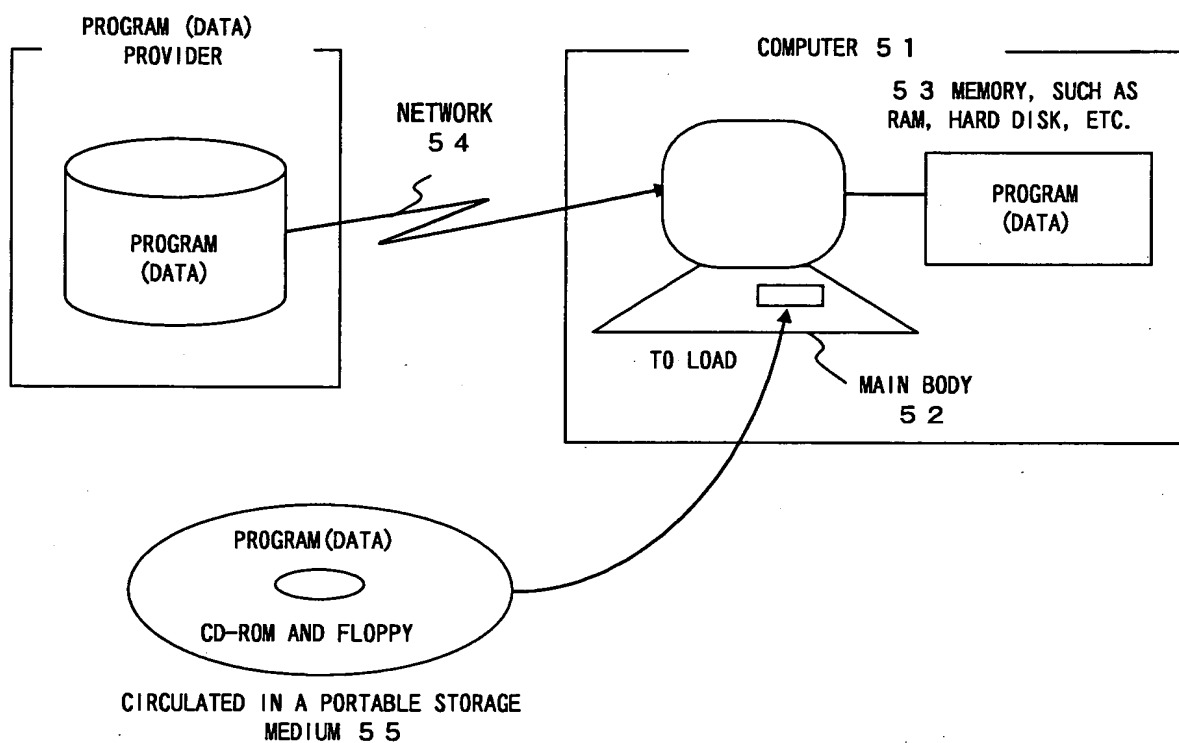 PROGRAM (DATA)
PROVIDER
PROGRAM
(DATA)
NETWORK
5 4
COMPUTER 5 1
5 3 MEMORY, SUCH AS
RAM, HARD DISK, ETC.
PROGRAM
(DATA)
TO LOAD
MAIN BODY
5 2
PROGRAM(DATA)
CD-ROM AND FLOPPY
CIRCULATED IN A PORTABLE STORAGE
MEDIUM 5 5